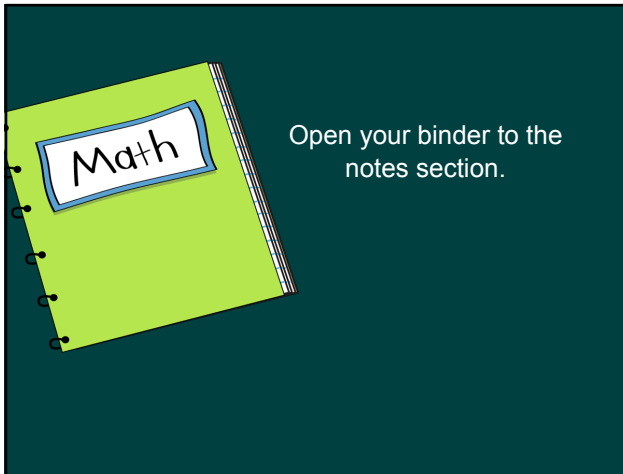 Math
Open your binder to the
notes section.